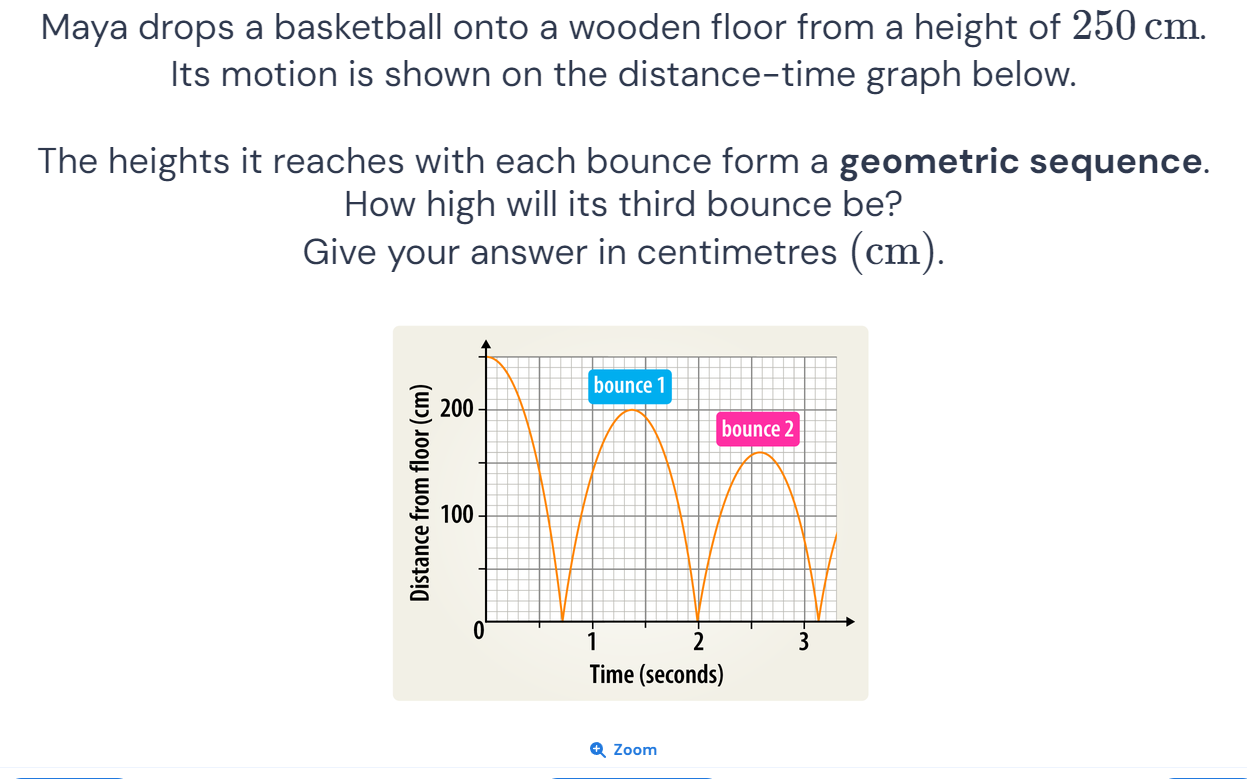 Maya drops a basketball onto a wooden floor from a height of 250 cm.
Its motion is shown on the distance-time graph below.
The heights it reaches with each bounce form a geometric sequence.
How high will its third bounce be?
Give your answer in centimetres (cm).
Distance from floor (cm)
200
100
0
bounce 1
bounce 2
1
2
3
Time (seconds)
Zoom